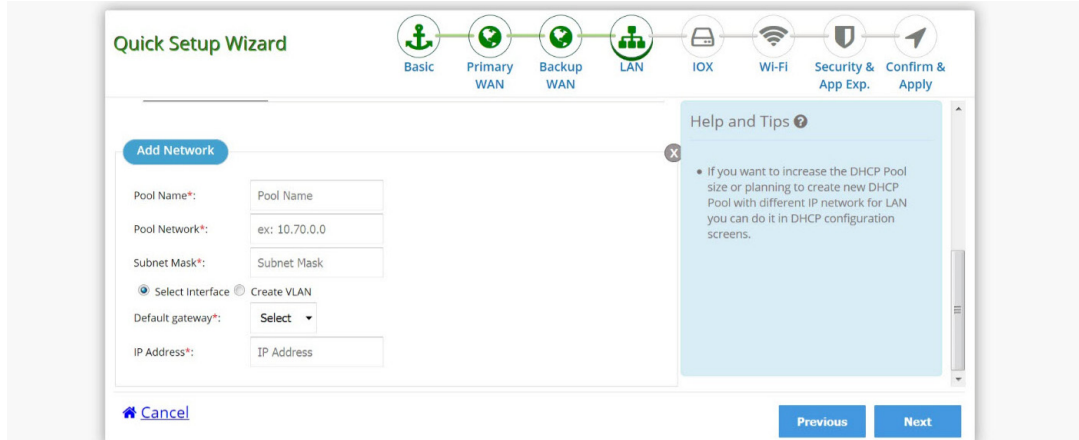 Quick Setup Wizard
Basic
Primary
WAN
Backup
WAN
LAN
IOX
Wi-Fi
Security &
App Exp.
Confirm &
Apply
Add Network
X
Pool Name*:
Pool Name
Pool Network*:
ex: 10.70.0.0
Subnet Mask*:
Subnet Mask
Select Interface Create VLAN
Default gateway*:
Select
IP Address*:
IP Address
Help and Tips ?
• If you want to increase the DHCP Pool
size or planning to create new DHCP
Pool with different IP network for LAN
you can do it in DHCP configuration
screens.
Cancel
Previous
Next